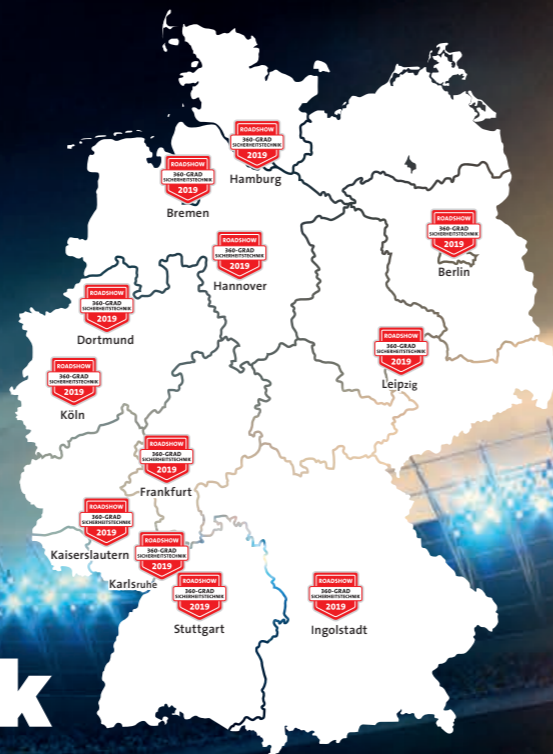 ROADSHOW
360-GRAD
SICHERHEITSTECHNIK
2019
Hamburg
ROADSHOW
360-GRAD
SICHERHEITSTECHNIK
2019
Bremen
ROADSHOW
360-GRAD
SICHERHEITSTECHNIK
2019
Berlin
ROADSHOW
360-GRAD
SICHERHEITSTECHNIK
2019
Hannover
ROADSHOW
360-GRAD
SICHERHEITSTECHNIK
2019
Dortmund
ROADSHOW
360-GRAD
SICHERHEITSTECHNIK
2019
Leipzig
ROADSHOW
360-GRAD
SICHERHEITSTECHNIK
2019
Köln
ROADSHOW
360-GRAD
SICHERHEITSTECHNIK
2019
Frankfurt
ROADSHOW
360-GRAD
SICHERHEITSTECHNIK
2019
Kaiserslautern
ROADSHOW
360-GRAD
SICHERHEITSTECHNIK
2019
Karlsruhe
ROADSHOW
360-GRAD
SICHERHEITSTECHNIK
2019
Stuttgart
ROADSHOW
360-GRAD
SICHERHEITSTECHNIK
2019
Ingolstadt
k